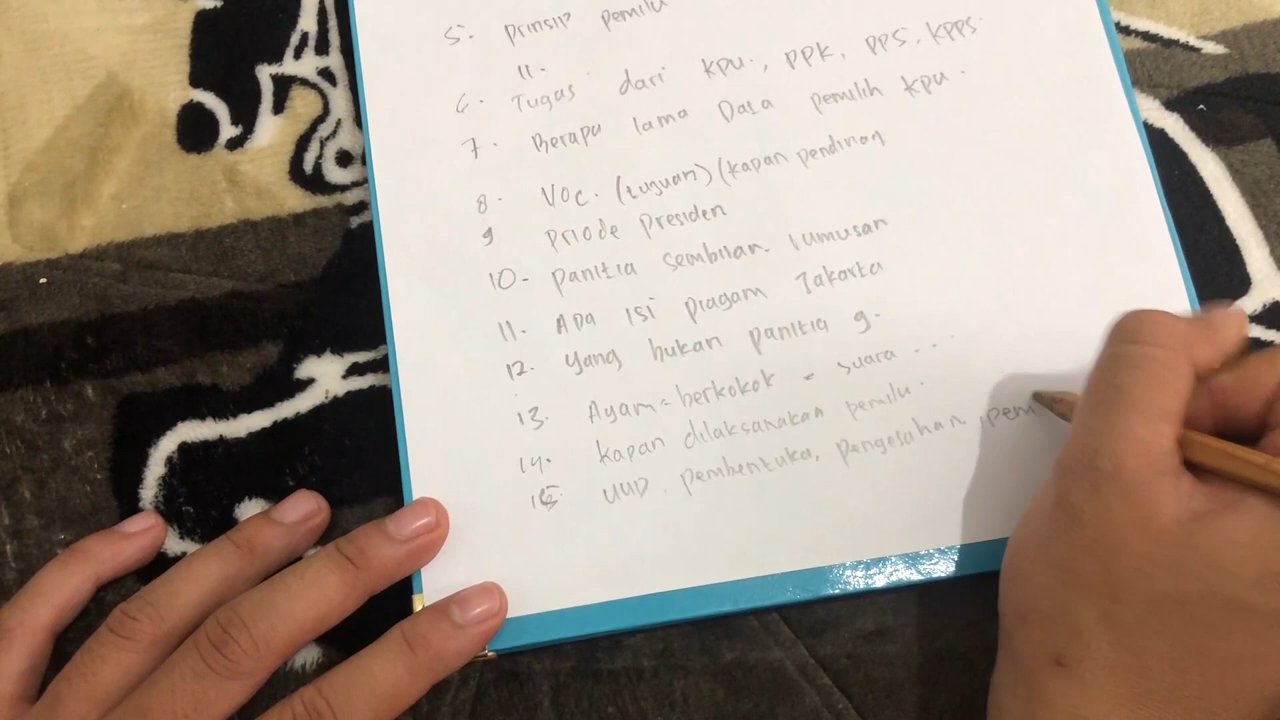 5. prinsip pemilu
11.
6. Tugas dari KPU., PPK, PPS, KPPS.
7. Berapa lama Data pemilih KPU.
8. VOC. (tujuan) (kapan pendirian
9 priode Presiden
10- panitia sembilan. rumusan
11. Apa isi piagam Jakarta
12. Yang bukan panitia 9.
13. Ayam = berkokok = suara ....
14. kapan dilaksanakan pemilu.
15. UUD. pembentuka, pengesahan, pem